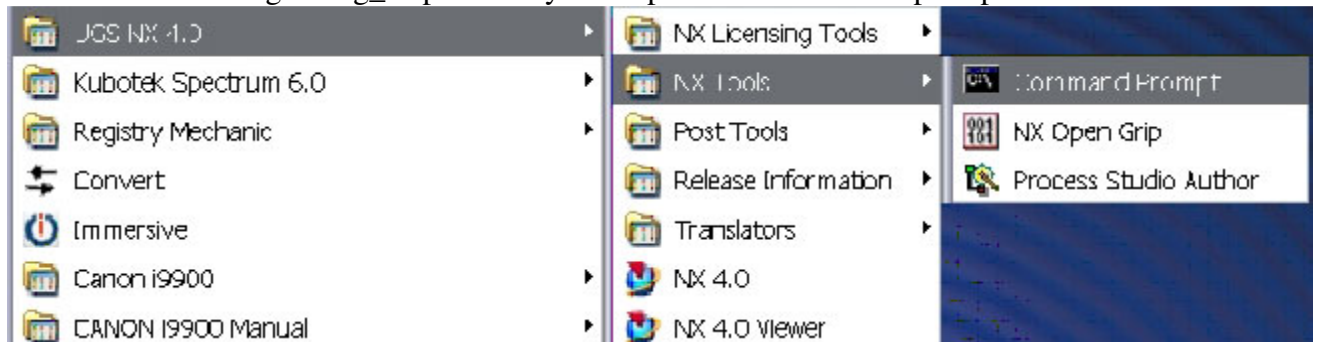 UGS NX 4.0
Kubotek Spectrum 6.0
Registry Mechanic
Convert
Immersive
Canon i9900
CANON i9900 Manual
NX Licensing Tools
NX Tools
Post Tools
Release Information
Translators
NX 4.0
NX 4.0 Viewer
Command Prompt
NX Open Grip
Process Studio Author